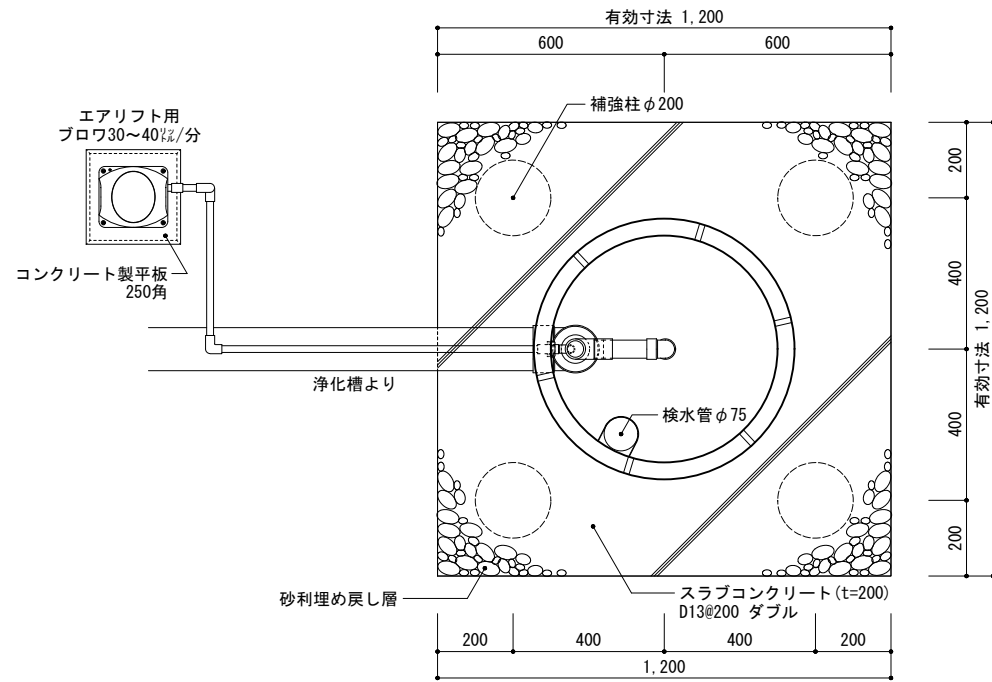 有効寸法 1,200
600
600
エアリフト用
ブロワ30～40㍑/分
補強柱φ200
200
400
400
200
有効寸法 1,200
コンクリート製平板
250角
浄化槽より
検水管φ75
砂利埋め戻し層
スラブコンクリート(t=200)
D13@200 ダブル
200
400
400
200
1,200